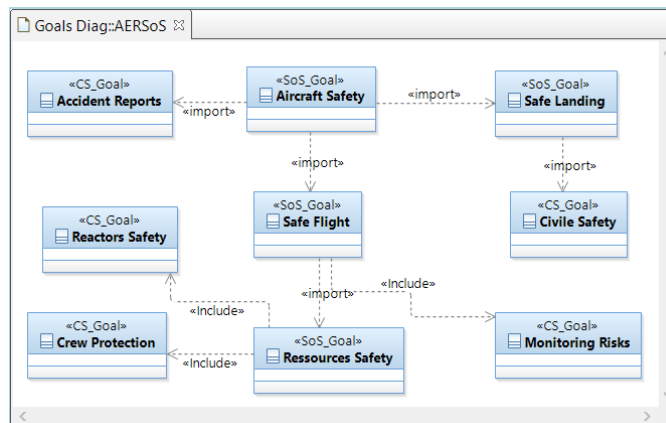 Goals Diag::AERSoS
«CS_Goal»
Accident Reports
«import»
«SoS_Goal»
Aircraft Safety
«import»
«SoS_Goal»
Safe Landing
«import»
«import»
«CS_Goal»
Reactors Safety
«SoS_Goal»
Safe Flight
«CS_Goal»
Civile Safety
«import»
«Include»
«Include»
«CS_Goal»
Crew Protection
«Include»
«SoS_Goal»
Ressources Safety
«CS_Goal»
Monitoring Risks